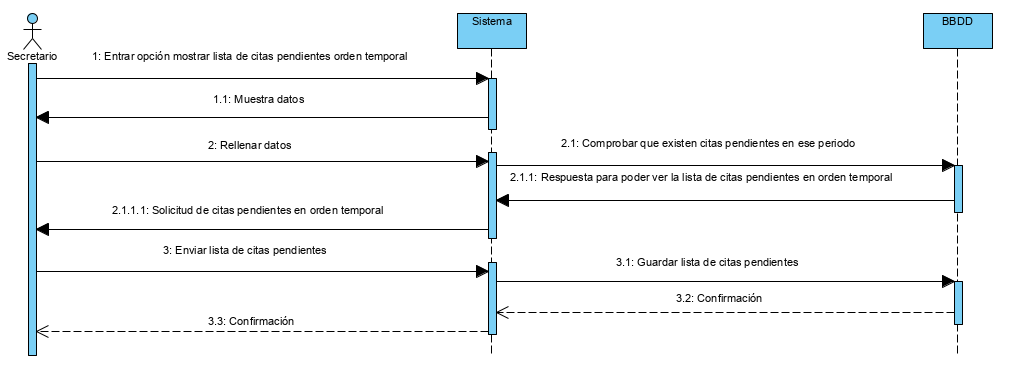 Secretario
Sistema
BBDD
1: Entrar opción mostrar lista de citas pendientes orden temporal
1.1: Muestra datos
2: Rellenar datos
2.1: Comprobar que existen citas pendientes en ese periodo
2.1.1: Respuesta para poder ver la lista de citas pendientes en orden temporal
2.1.1.1: Solicitud de citas pendientes en orden temporal
3: Enviar lista de citas pendientes
3.1: Guardar lista de citas pendientes
3.2: Confirmación
3.3: Confirmación